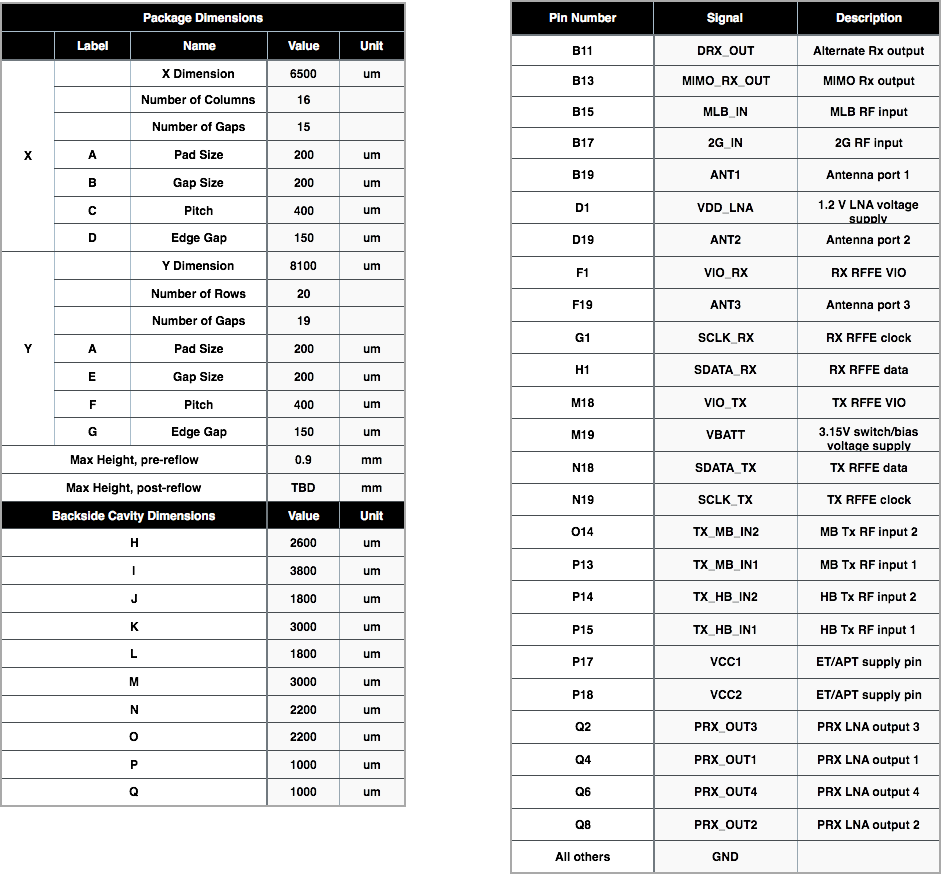 Package Dimensions
Label Name Value Unit
X Dimension 6500 um
Number of Columns 16
Number of Gaps 15
X A Pad Size 200 um
B Gap Size 200 um
C Pitch 400 um
D Edge Gap 150 um
Y Dimension 8100 um
Number of Rows 20
Number of Gaps 19
Y A Pad Size 200 um
E Gap Size 200 um
F Pitch 400 um
G Edge Gap 150 um
Max Height, pre-reflow 0.9 mm
Max Height, post-reflow TBD mm
Backside Cavity Dimensions Value Unit
H 2600 um
I 3800 um
J 1800 um
K 3000 um
L 1800 um
M 3000 um
N 2200 um
O 2200 um
P 1000 um
Q 1000 um
Pin Number Signal Description
B11 DRX_OUT Alternate Rx output
B13 MIMO_RX_OUT MIMO Rx output
B15 MLB_IN MLB RF input
B17 2G_IN 2G RF input
B19 ANT1 Antenna port 1
D1 VDD_LNA 1.2 V LNA voltage
supply
D19 ANT2 Antenna port 2
F1 VIO_RX RX RFFE VIO
F19 ANT3 Antenna port 3
G1 SCLK_RX RX RFFE clock
H1 SDATA_RX RX RFFE data
M18 VIO_TX TX RFFE VIO
M19 VBATT 3.15V switch/bias
voltage supply
N18 SDATA_TX TX RFFE data
N19 SCLK_TX TX RFFE clock
O14 TX_MB_IN2 MB Tx RF input 2
P13 TX_MB_IN1 MB Tx RF input 1
P14 TX_HB_IN2 HB Tx RF input 2
P15 TX_HB_IN1 HB Tx RF input 1
P17 VCC1 ET/APT supply pin
P18 VCC2 ET/APT supply pin
Q2 PRX_OUT3 PRX LNA output 3
Q4 PRX_OUT1 PRX LNA output 1
Q6 PRX_OUT4 PRX LNA output 4
Q8 PRX_OUT2 PRX LNA output 2
All others GND